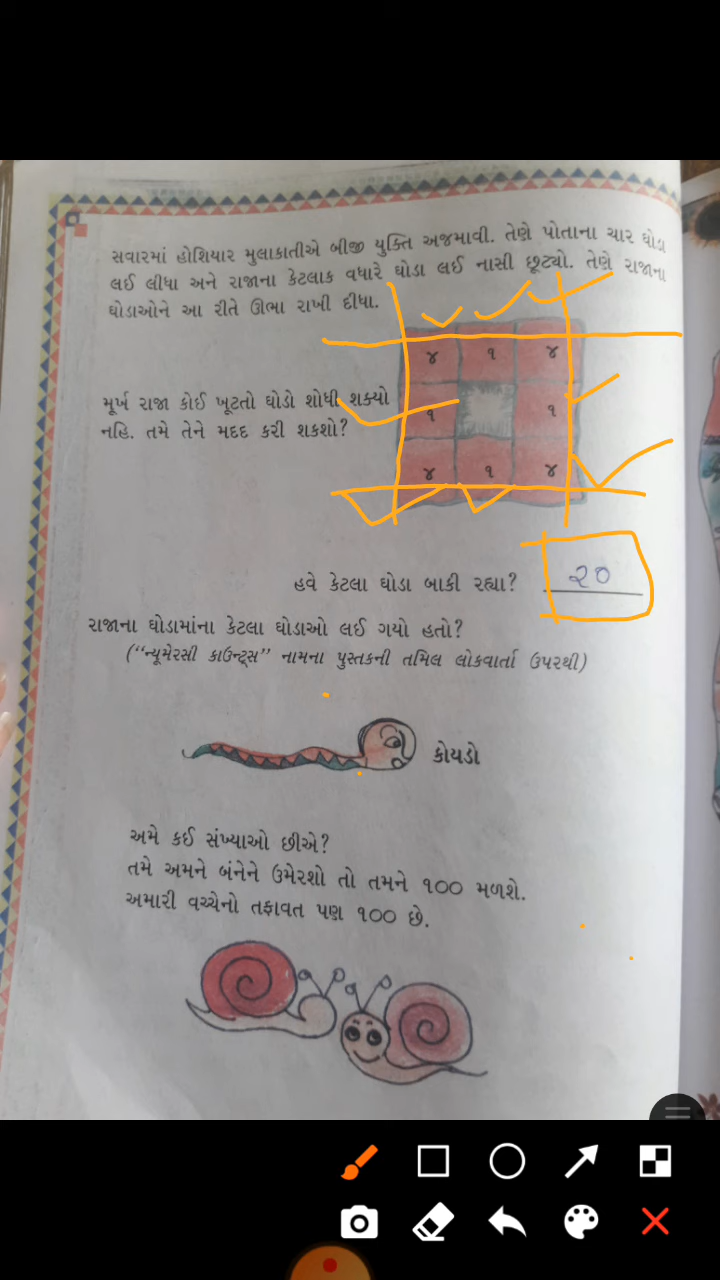 સવારમાં હોશિયાર મુલાકાતીએ બીજી યુક્તિ અજમાવી. તેણે પોતાના ચાર ઘોડા
લઈ લીધા અને રાજાના કેટલાક વધારે ઘોડા લઈ નાસી છૂટ્યો. તેણે રાજાના
ઘોડાઓને આ રીતે ઊભા રાખી દીધા.
૪ ૧ ૪
મૂર્ખ રાજા કોઈ ખૂટતો ઘોડો શોધી શક્યો
૧ ૧
નહિ. તમે તેને મદદ કરી શકશો?
૪ ૧ ૪
હવે કેટલા ઘોડા બાકી રહ્યા? ૨૦
રાજાના ઘોડામાંના કેટલા ઘોડાઓ લઈ ગયો હતો?
(“ન્યૂમેરસી કાઉન્ટ્સ” નામના પુસ્તકની તમિલ લોકવાર્તા ઉપરથી)
કોયડો
અમે કઈ સંખ્યાઓ છીએ?
તમે અમને બંનેને ઉમેરશો તો તમને ૧૦૦ મળશે.
અમારી વચ્ચેનો તફાવત પણ ૧૦૦ છે.